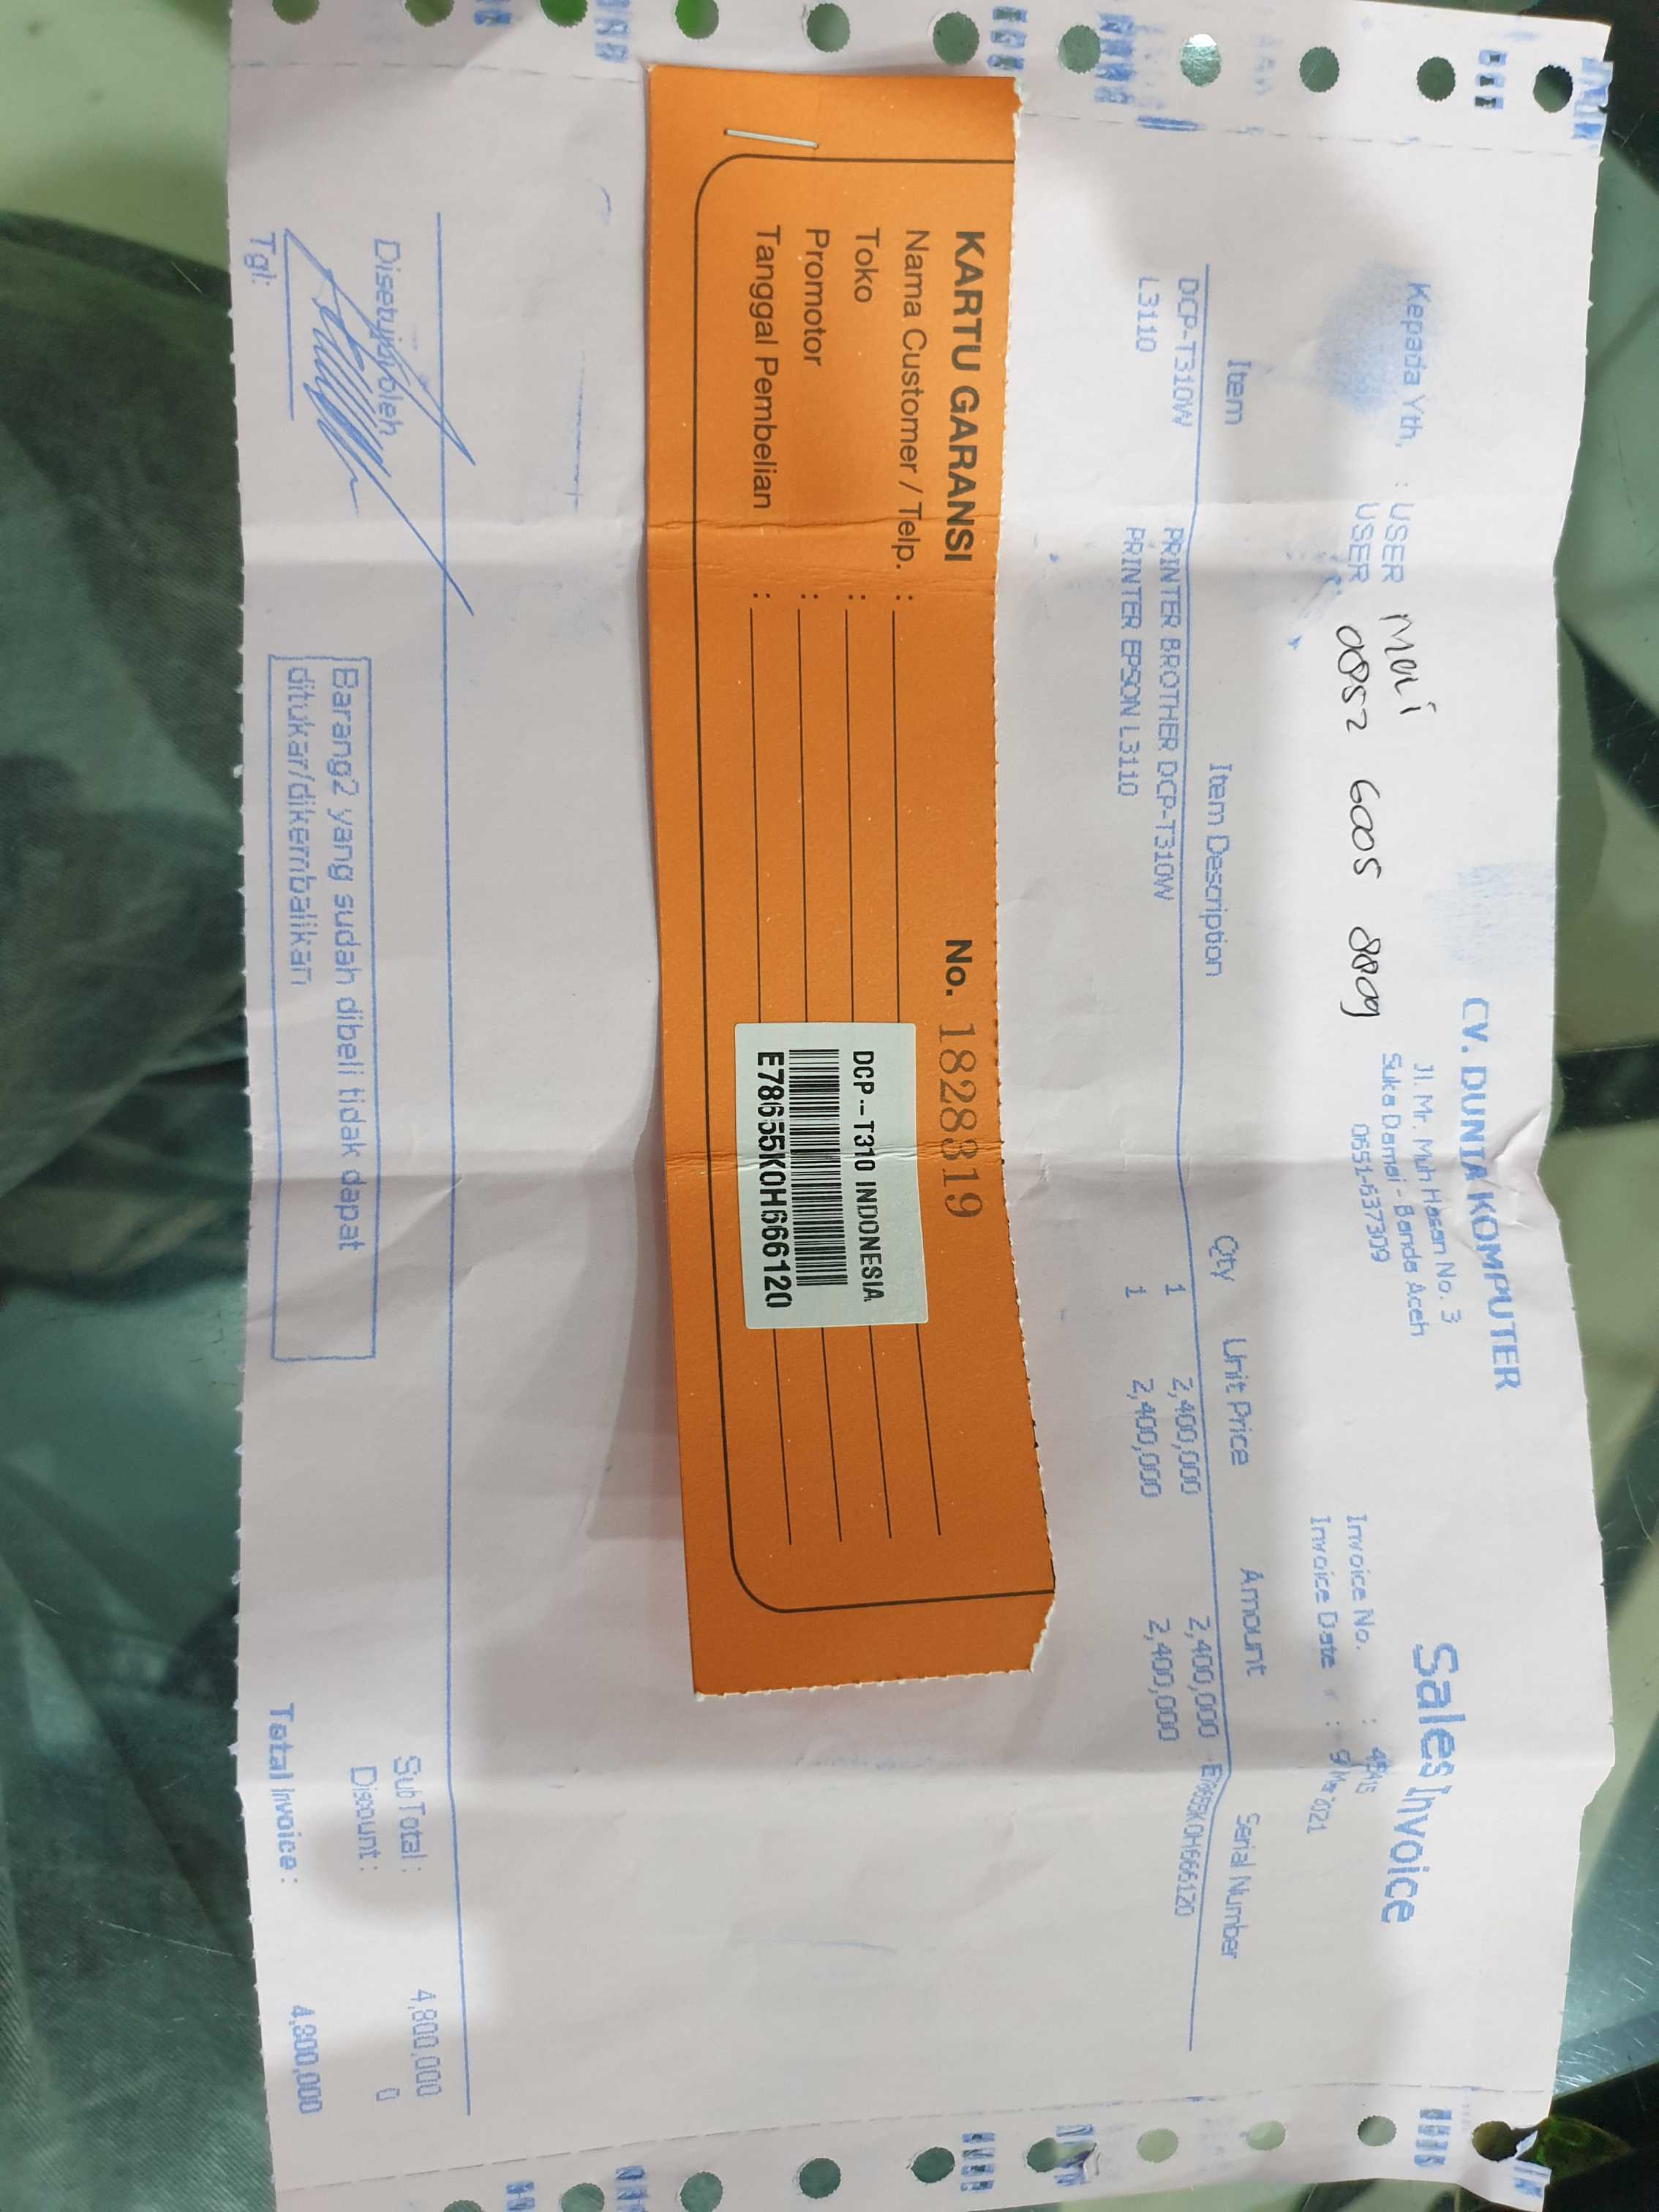 CV. DUNIA KOMPUTER
Jl. Mr. Muh Hasan No. 3
Suka Damai - Banda Aceh
0651-637309
Sales Invoice
Kepada Yth, : USER
USER
0852 6005 8809
Invoice No. :
Invoice Date : 2021
Item Item Description Qty Unit Price Amount Serial Number
DCP-T310W PRINTER BROTHER DCP-T310W 1 2,400,000 2,400,000 E78655K0H666120
L3110 PRINTER EPSON L3110 1 2,400,000 2,400,000
KARTU GARANSI No. 1828319
Nama Customer / Telp. :
Toko :
Promotor :
Tanggal Pembelian :
DCP-T310 INDONESIA
E78655K0H666120
Disetujui oleh
Tgl:
Barang2 yang sudah dibeli tidak dapat
ditukar/dikembalikan
Sub Total : 4,800,000
Discount : 0
Total Invoice : 4,800,000